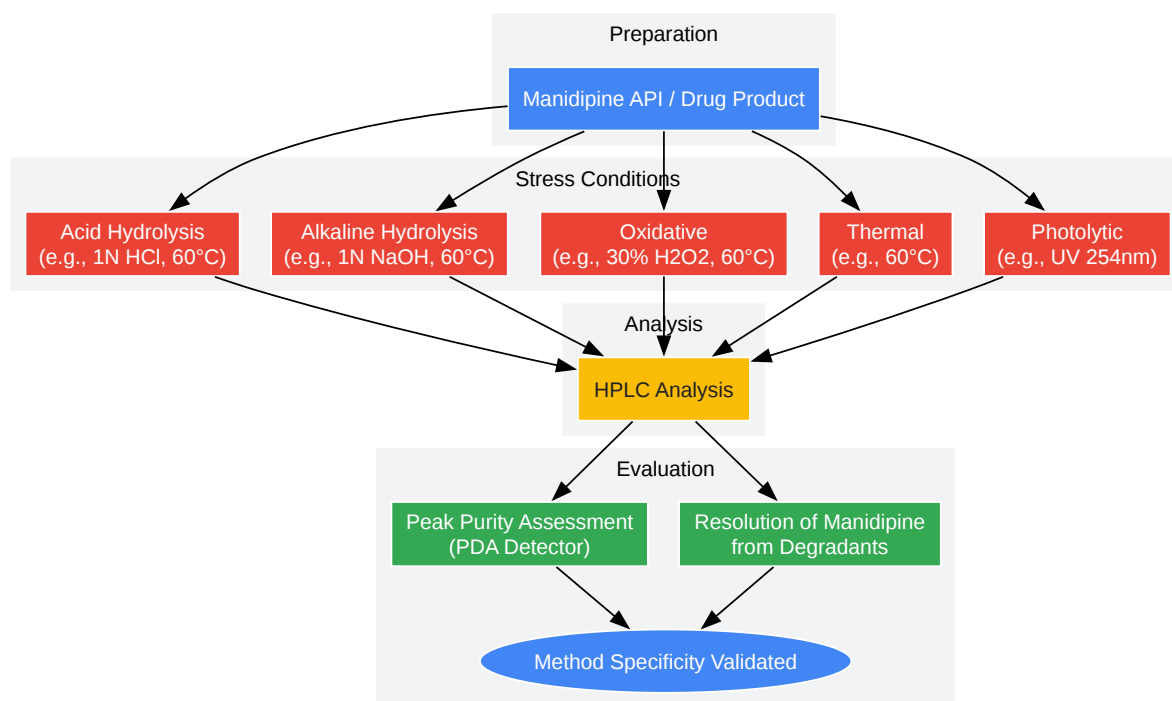 Preparation
Manidipine API / Drug Product
Stress Conditions
Acid Hydrolysis
(e.g., 1N HCl, 60°C)
Alkaline Hydrolysis
(e.g., 1N NaOH, 60°C)
Oxidative
(e.g., 30% H2O2, 60°C)
Thermal
(e.g., 60°C)
Photolytic
(e.g., UV 254nm)
Analysis
HPLC Analysis
Evaluation
Peak Purity Assessment
(PDA Detector)
Resolution of Manidipine
from Degradants
Method Specificity Validated